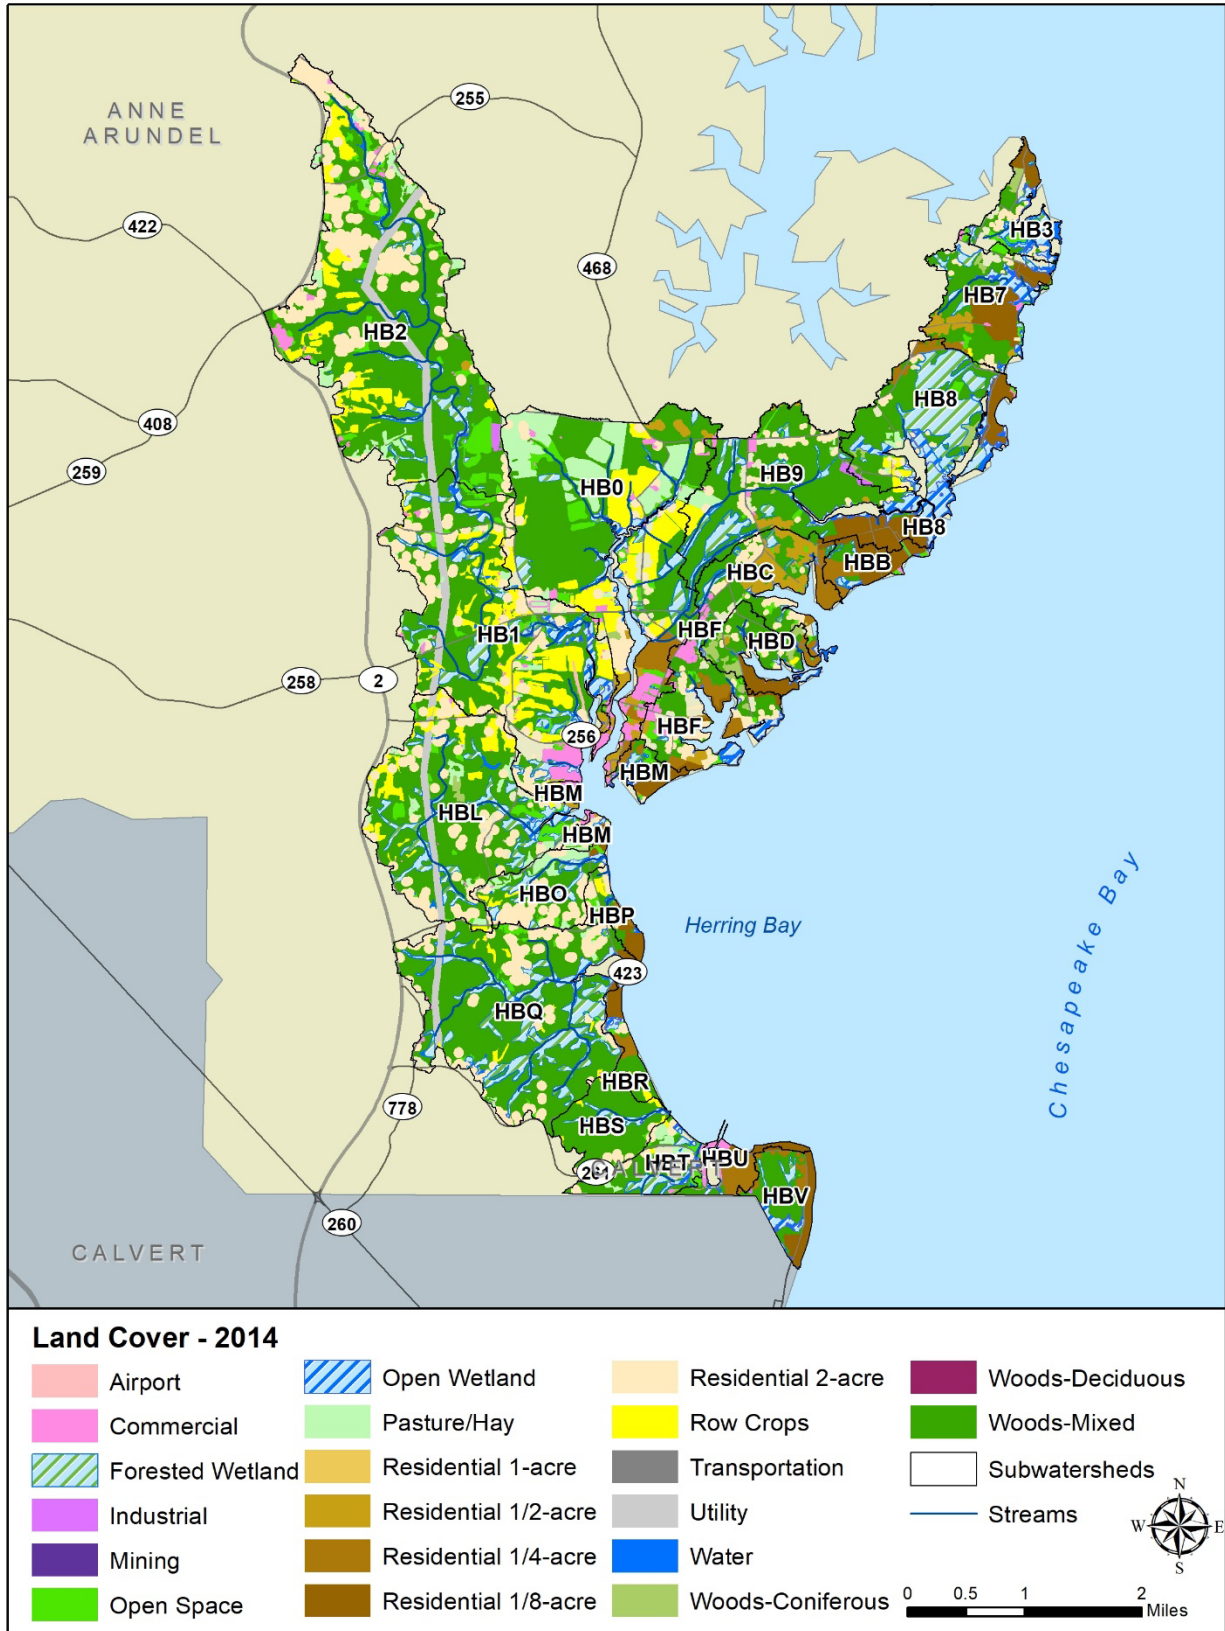 ANNE
ARUNDEL
255
422
468
HB3
HB7
HB2
HB8
408
259
HB9
HB0
HB8
HBB
HBC
HB1
HBF
HBD
258
2
256
HBF
HBM
HBM
HBL
HBM
HBO
HBP
Herring Bay
Chesapeake Bay
423
HBQ
HBR
778
HBS
HBT
HBU
261
CALVERT
HBV
260
CALVERT
Land Cover - 2014
Airport
Commercial
Forested Wetland
Industrial
Mining
Open Space
Open Wetland
Pasture/Hay
Residential 1-acre
Residential 1/2-acre
Residential 1/4-acre
Residential 1/8-acre
Residential 2-acre
Row Crops
Transportation
Utility
Water
Woods-Coniferous
Woods-Deciduous
Woods-Mixed
Subwatersheds
Streams
N
W E
S
0 0.5 1 2
Miles